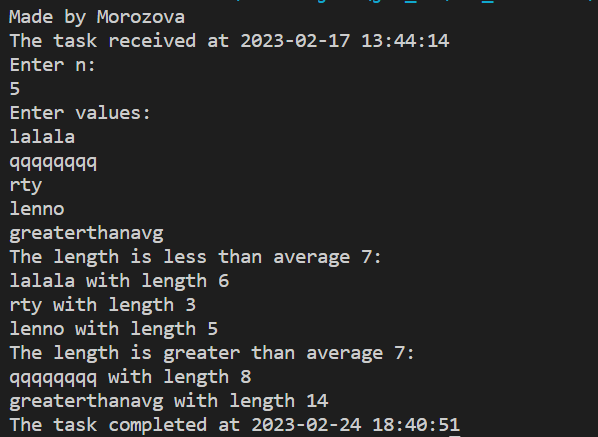 Made by Morozova
The task received at 2023-02-17 13:44:14
Enter n:
5
Enter values:
lalala
qqqqqqqq
rty
lenno
greaterthanavg
The length is less than average 7:
lalala with length 6
rty with length 3
lenno with length 5
The length is greater than average 7:
qqqqqqqq with length 8
greaterthanavg with length 14
The task completed at 2023-02-24 18:40:51